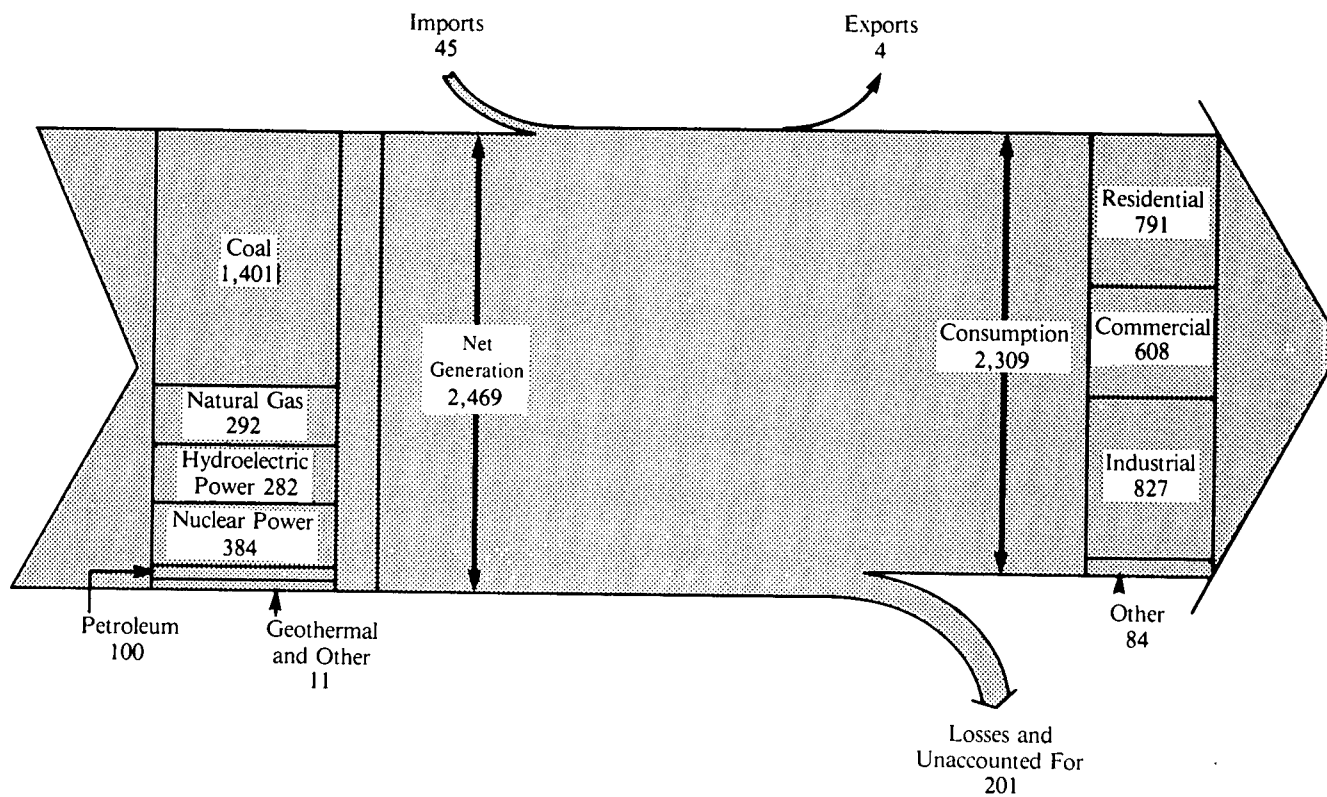 Imports
45
Exports
4
Coal
1,401
Natural Gas
292
Hydroelectric
Power 282
Nuclear Power
384
Petroleum
100
Geothermal
and Other
11
Net
Generation
2,469
Consumption
2,309
Residential
791
Commercial
608
Industrial
827
Other
84
Losses and
Unaccounted For
201